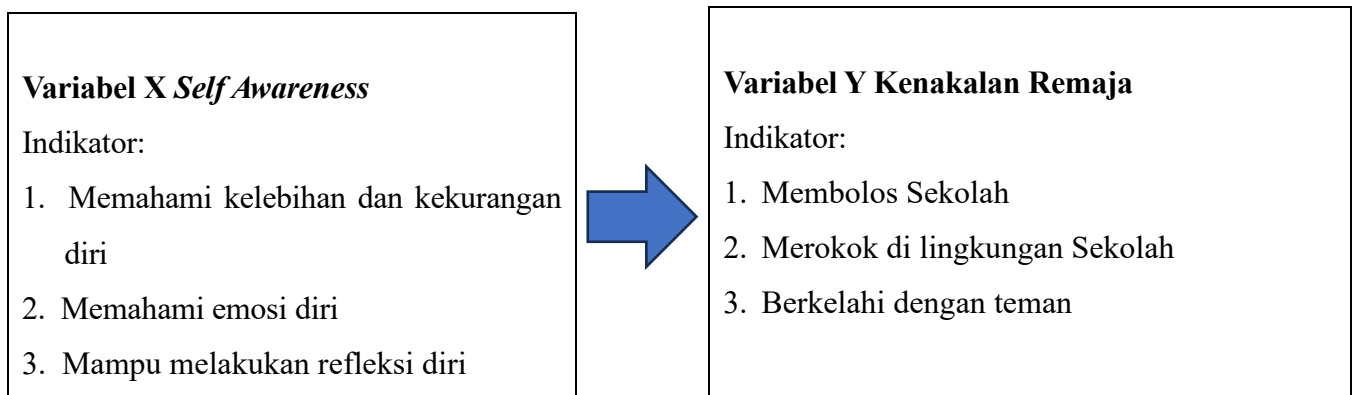 Variabel X Self Awareness
Indikator:
1. Memahami kelebihan dan kekurangan
diri
2. Memahami emosi diri
3. Mampu melakukan refleksi diri
Variabel Y Kenakalan Remaja
Indikator:
1. Membolos Sekolah
2. Merokok di lingkungan Sekolah
3. Berkelahi dengan teman